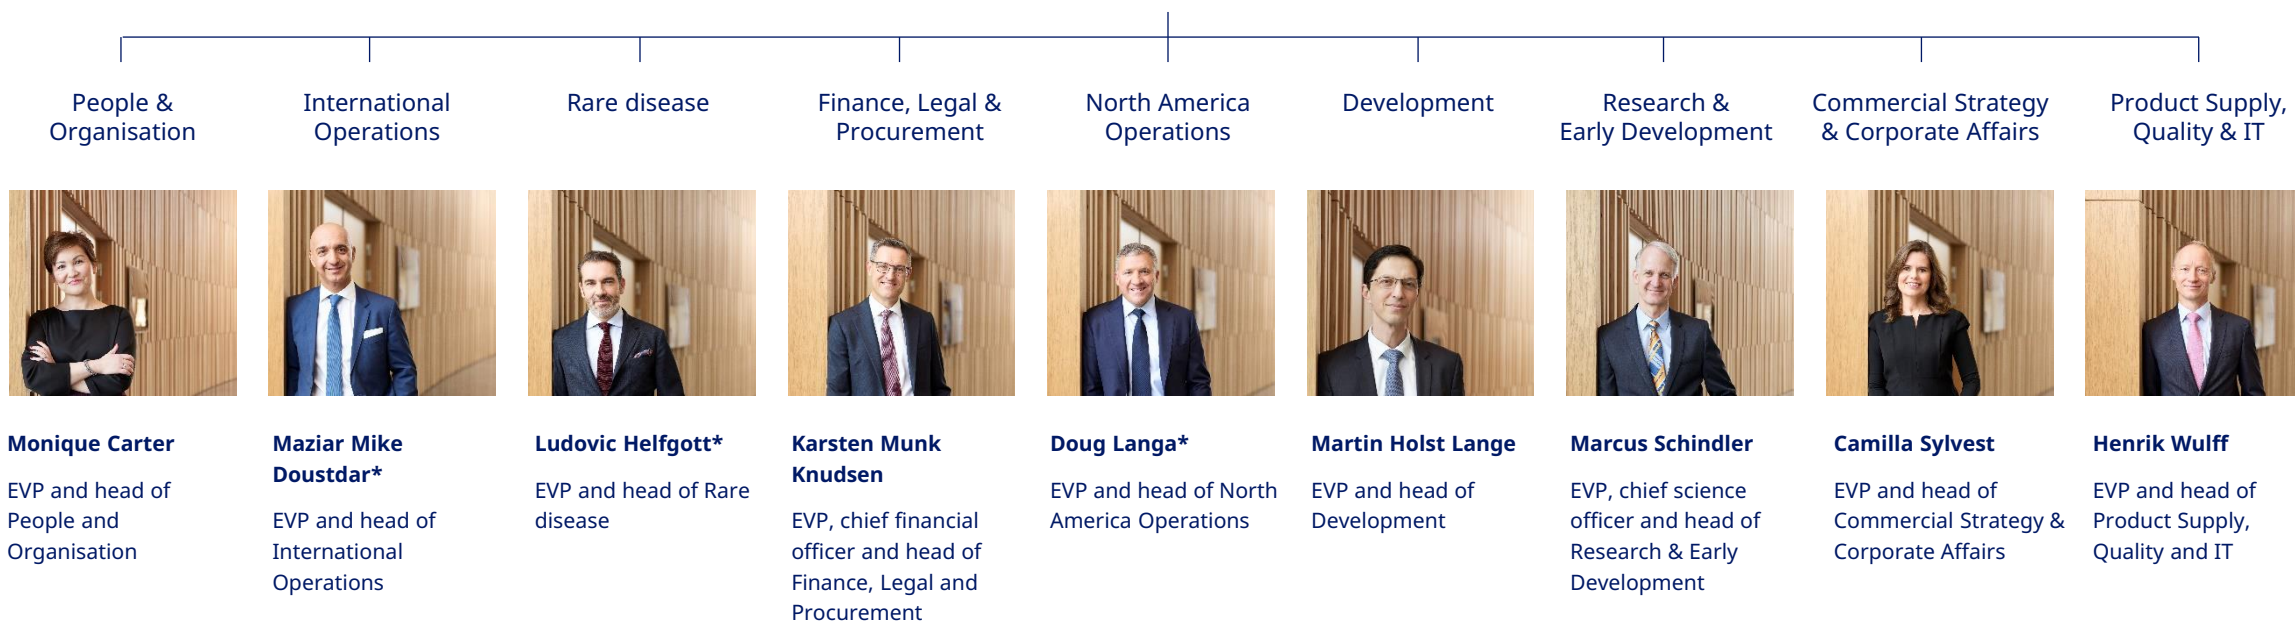 People &
Organisation
International
Operations
Rare disease
Finance, Legal &
Procurement
North America
Operations
Development
Research &
Early Development
Commercial Strategy
& Corporate Affairs
Product Supply,
Quality & IT
Monique Carter
EVP and head of
People and
Organisation
Maziar Mike
Doustdar*
EVP and head of
International
Operations
Ludovic Helfgott*
EVP and head of Rare
disease
Karsten Munk
Knudsen
EVP, chief financial
officer and head of
Finance, Legal and
Procurement
Doug Langa*
EVP and head of North
America Operations
Martin Holst Lange
EVP and head of
Development
Marcus Schindler
EVP, chief science
officer and head of
Research & Early
Development
Camilla Sylvest
EVP and head of
Commercial Strategy &
Corporate Affairs
Henrik Wulff
EVP and head of
Product Supply,
Quality and IT